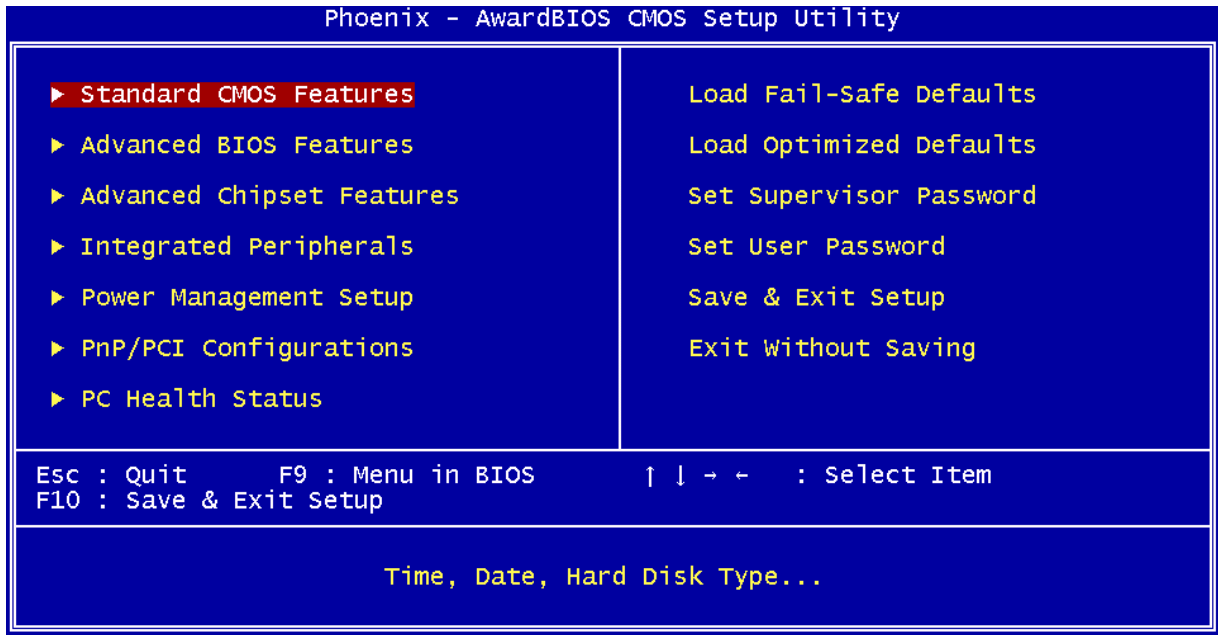 Phoenix - AwardBIOS CMOS Setup Utility
► Standard CMOS Features
► Advanced BIOS Features
► Advanced Chipset Features
► Integrated Peripherals
► Power Management Setup
► PnP/PCI Configurations
► PC Health Status
Load Fail-Safe Defaults
Load Optimized Defaults
Set Supervisor Password
Set User Password
Save & Exit Setup
Exit Without Saving
Esc : Quit F9 : Menu in BIOS ↑ ↓ → ← : Select Item
F10 : Save & Exit Setup
Time, Date, Hard Disk Type...